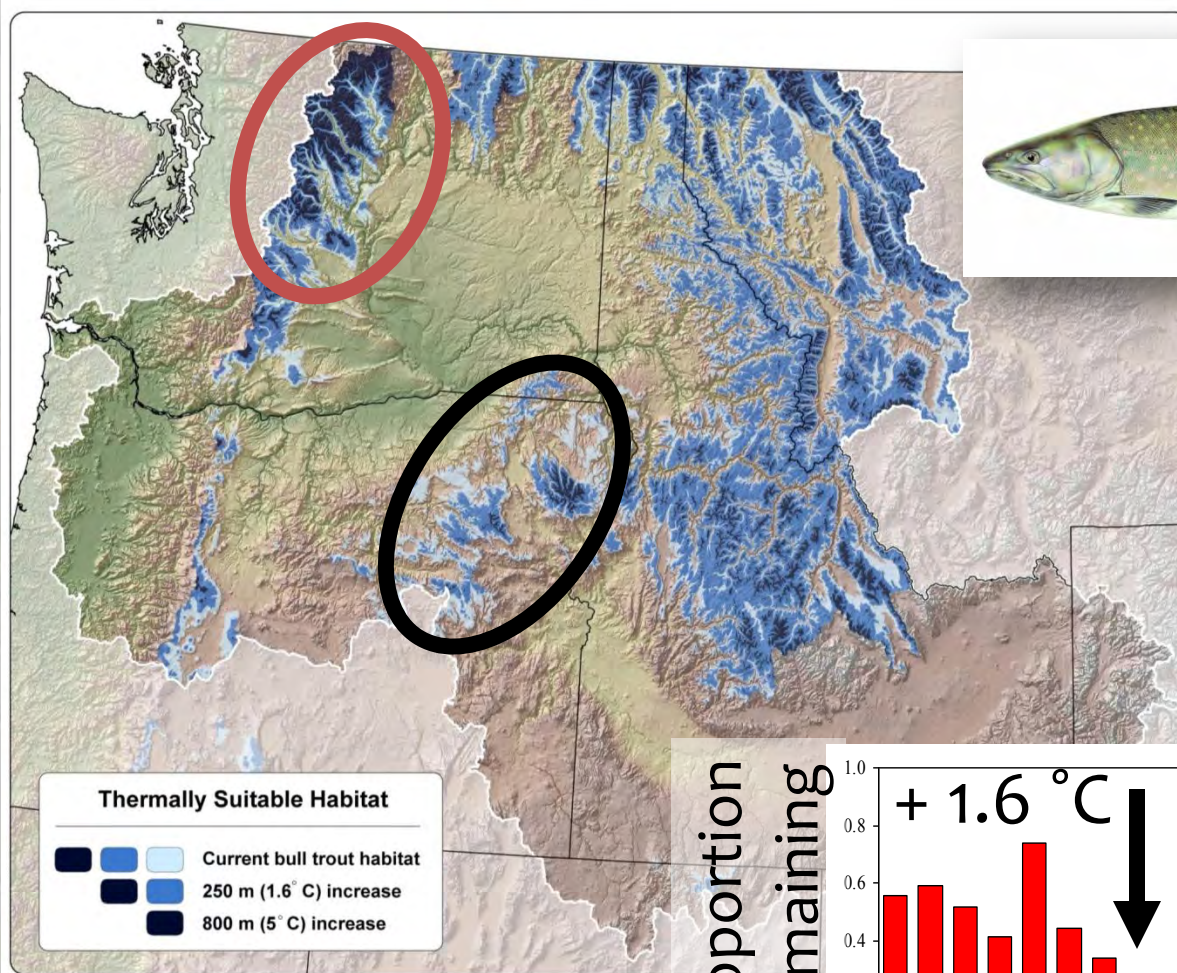 Thermally Suitable Habitat
Current bull trout habitat
250 m (1.6° C) increase
800 m (5° C) increase
+ 1.6 °C
1.0
0.8
0.6
0.4